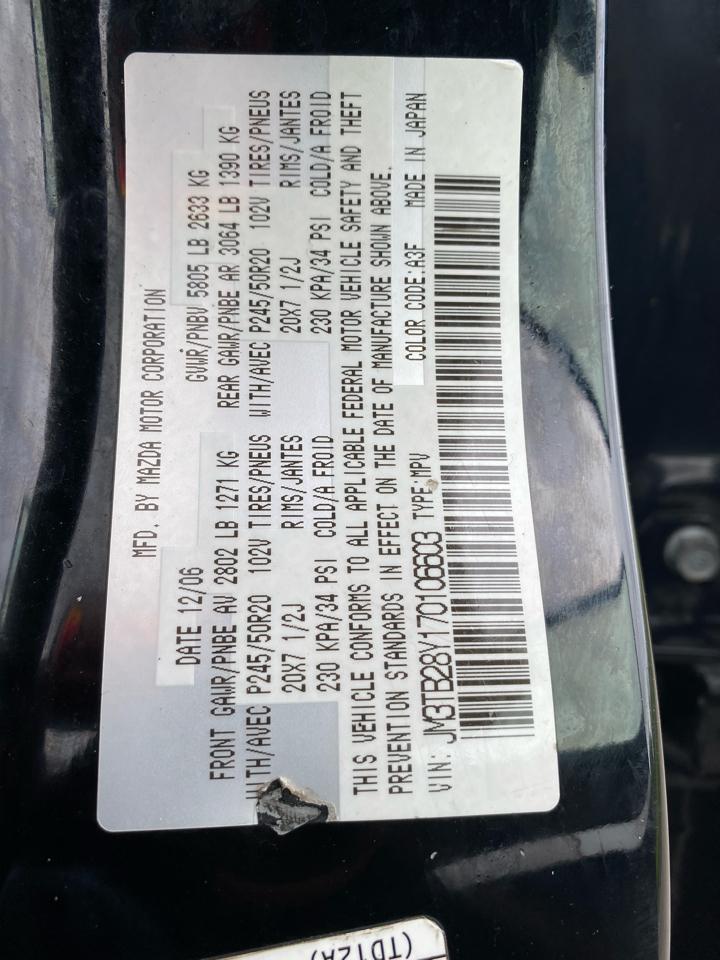 MFD. BY MAZDA MOTOR CORPORATION
DATE 12/06 GVWR/PNBV 5805 LB 2633 KG
FRONT GAWR/PNBE AV 2802 LB 1271 KG REAR GAWR/PNBE AR 3064 LB 1390 KG
WITH/AVEC P245/50R20 102V TIRES/PNEUS WITH/AVEC P245/50R20 102V TIRES/PNEUS
20X7 1/2J RIMS/JANTES 20X7 1/2J RIMS/JANTES
230 KPA/34 PSI COLD/A FROID 230 KPA/34 PSI COLD/A FROID
THIS VEHICLE CONFORMS TO ALL APPLICABLE FEDERAL MOTOR VEHICLE SAFETY AND THEFT
PREVENTION STANDARDS IN EFFECT ON THE DATE OF MANUFACTURE SHOWN ABOVE.
COLOR CODE:A3F MADE IN JAPAN
VIN: JM3TB28Y170106603 TYPE:MPV
(TD12A)